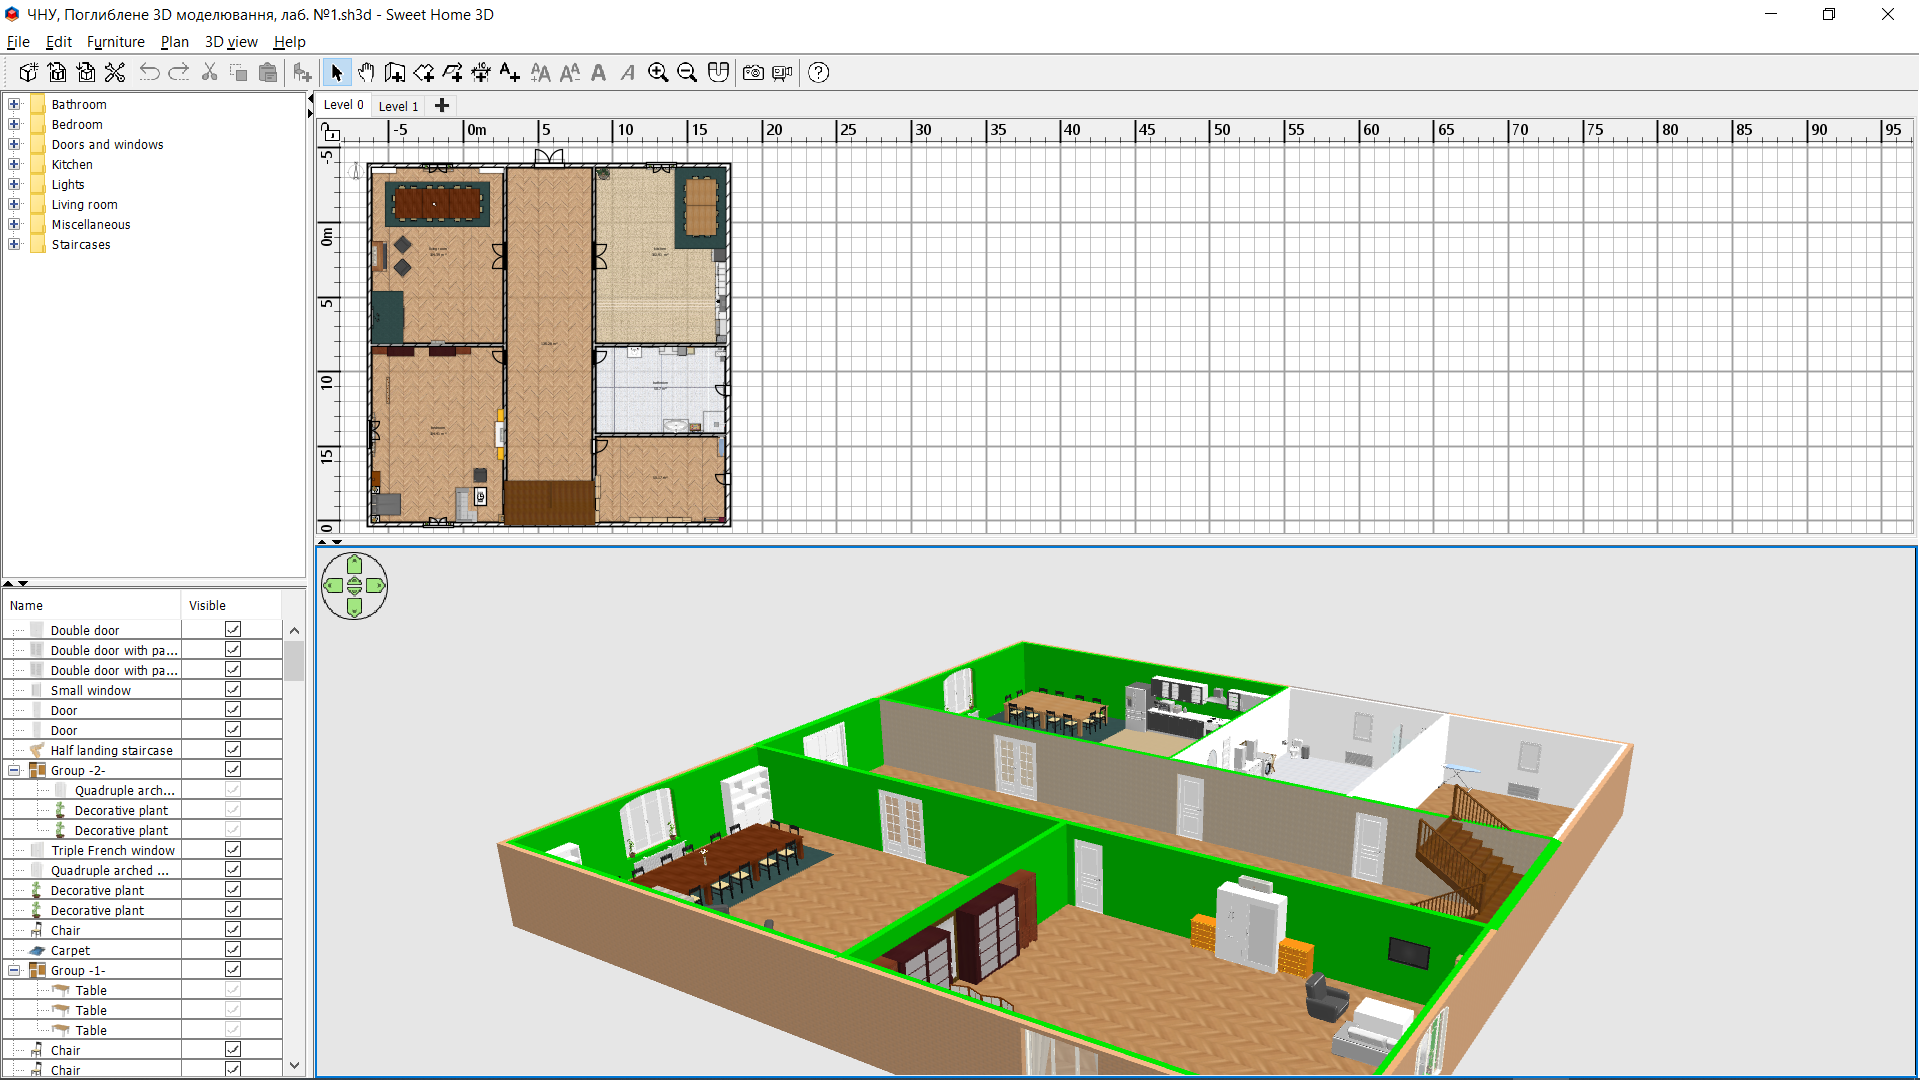 ЧНУ, Поглиблене 3D моделювання, лаб. №1.sh3d - Sweet Home 3D
File Edit Furniture Plan 3D view Help
Level 0 Level 1
-5 0m 5 10 15 20 25 30 35 40 45 50 55 60 65 70 75 80 85 90 95
-5
0m
5
10
15
0
Bathroom
Bedroom
Doors and windows
Kitchen
Lights
Living room
Miscellaneous
Staircases
Name Visible
Double door
Double door with pa...
Double door with pa...
Small window
Door
Door
Half landing staircase
Group -2-
Quadruple arch...
Decorative plant
Decorative plant
Triple French window
Quadruple arched ...
Decorative plant
Decorative plant
Chair
Carpet
Group -1-
Table
Table
Table
Chair
Chair